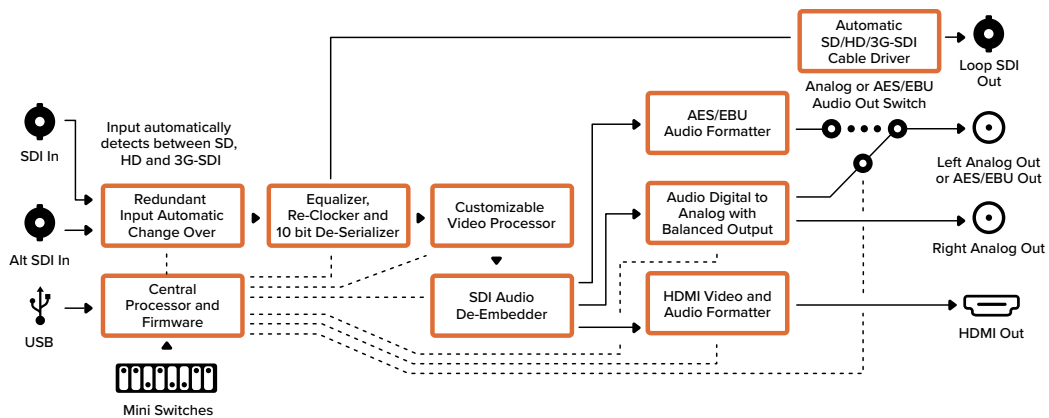 Automatic
SD/HD/3G-SDI
Cable Driver
Loop SDI
Out
Analog or AES/EBU
Audio Out Switch
SDI In
Input automatically
detects between SD,
HD and 3G-SDI
AES/EBU
Audio Formatter
Left Analog Out
or AES/EBU Out
Alt SDI In
Redundant
Input Automatic
Change Over
Equalizer,
Re-Clocker and
10 bit De-Serializer
Customizable
Video Processor
Audio Digital to
Analog with
Balanced Output
Right Analog Out
USB
Central
Processor and
Firmware
SDI Audio
De-Embedder
HDMI Video and
Audio Formatter
HDMI Out
Mini Switches